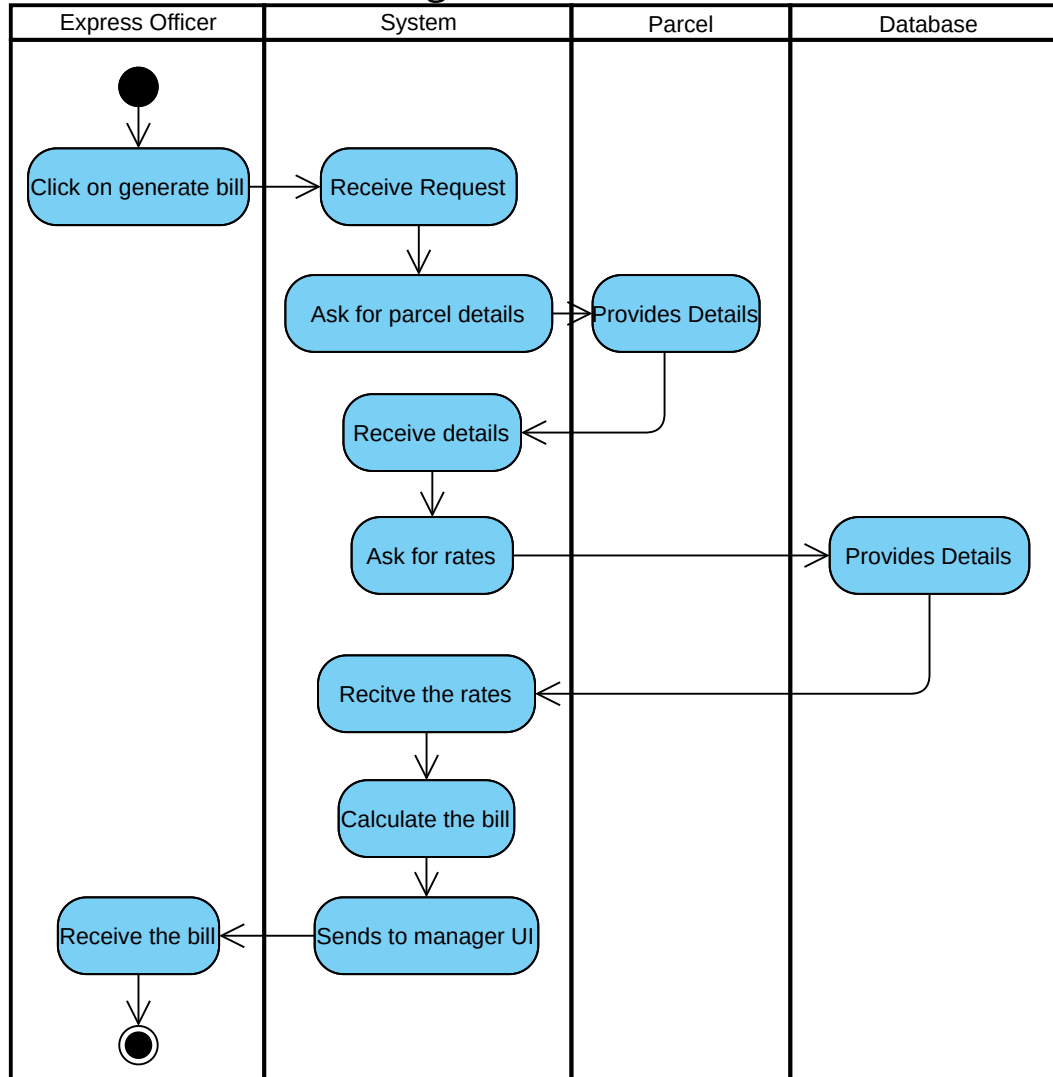 Express Officer
System
Parcel
Database
Click on generate bill
Receive Request
Ask for parcel details
Provides Details
Receive details
Ask for rates
Provides Details
Recitve the rates
Calculate the bill
Receive the bill
Sends to manager UI